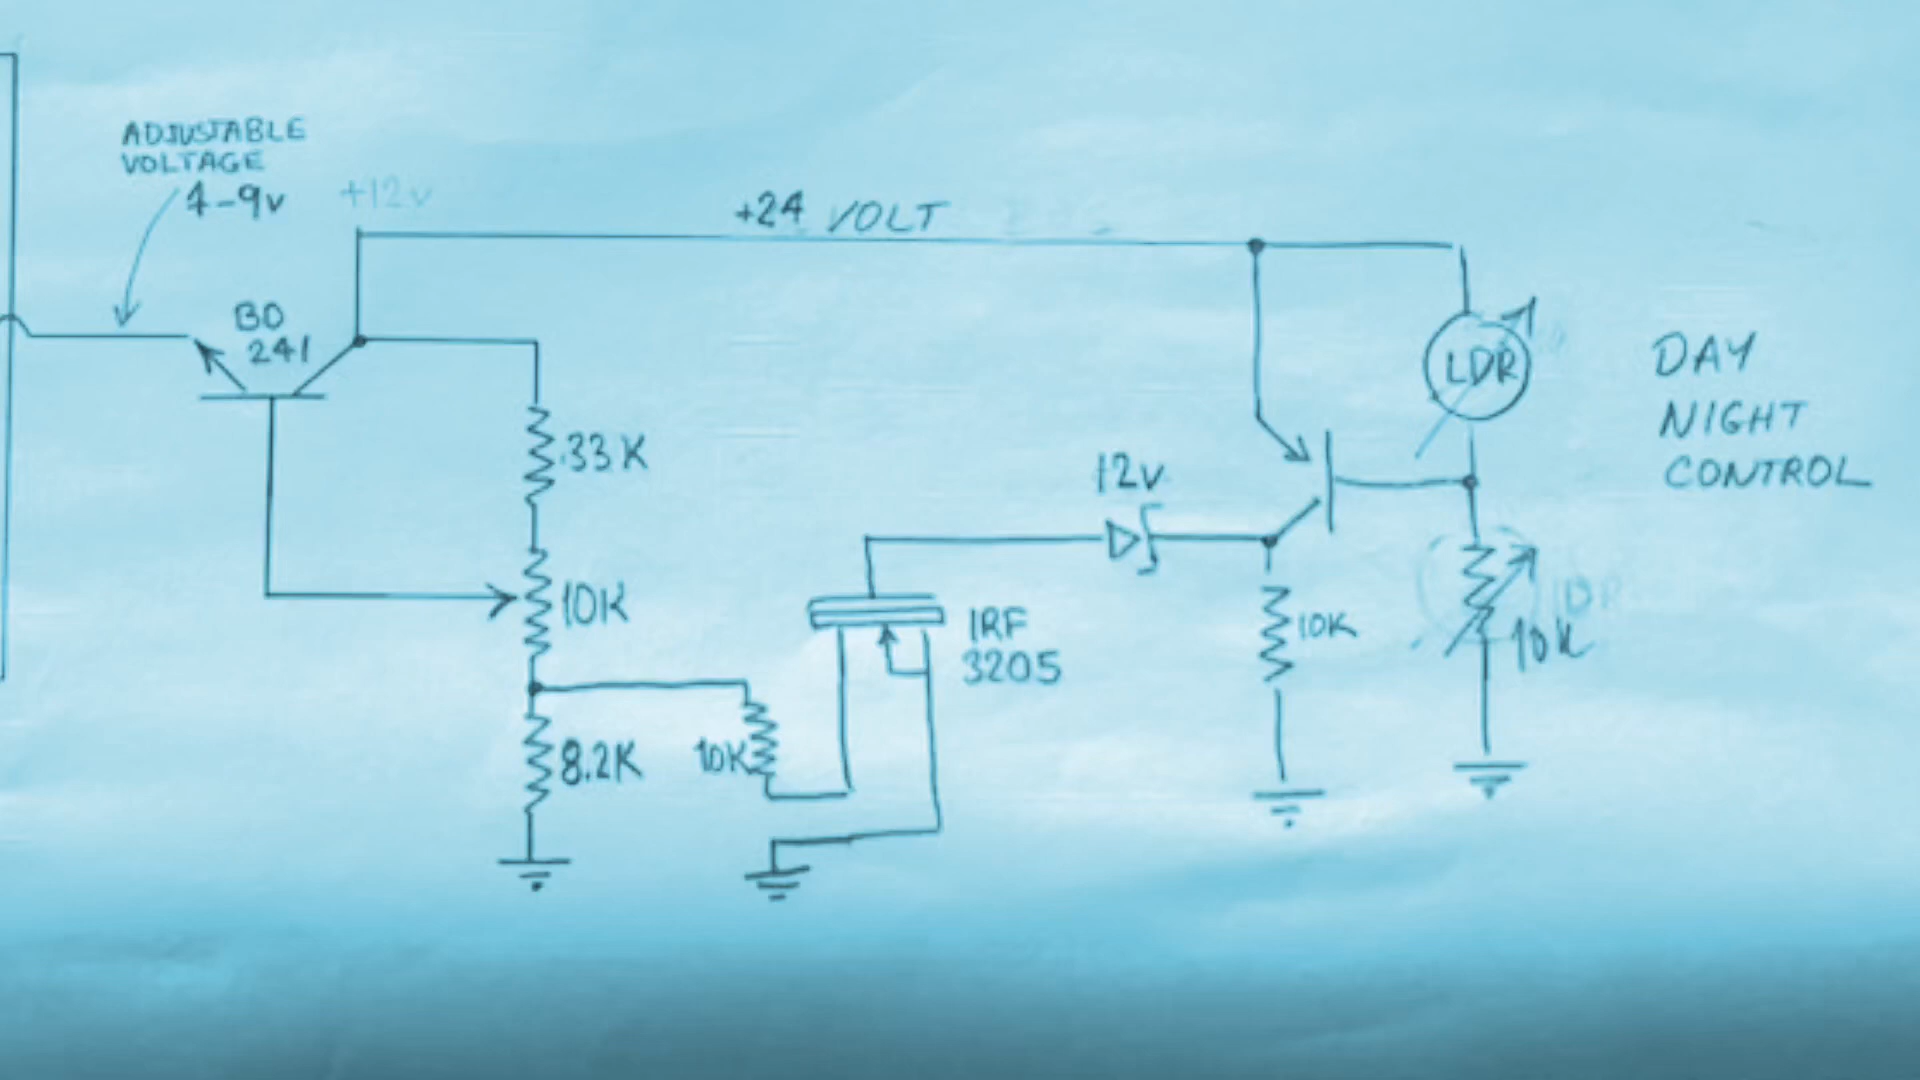 ADJUSTABLE
VOLTAGE
4-9v
+12v
+24 VOLT
BD
241
33K
10K
8.2K
10K
12v
IRF
3205
10K
LDR
10K
DAY
NIGHT
CONTROL